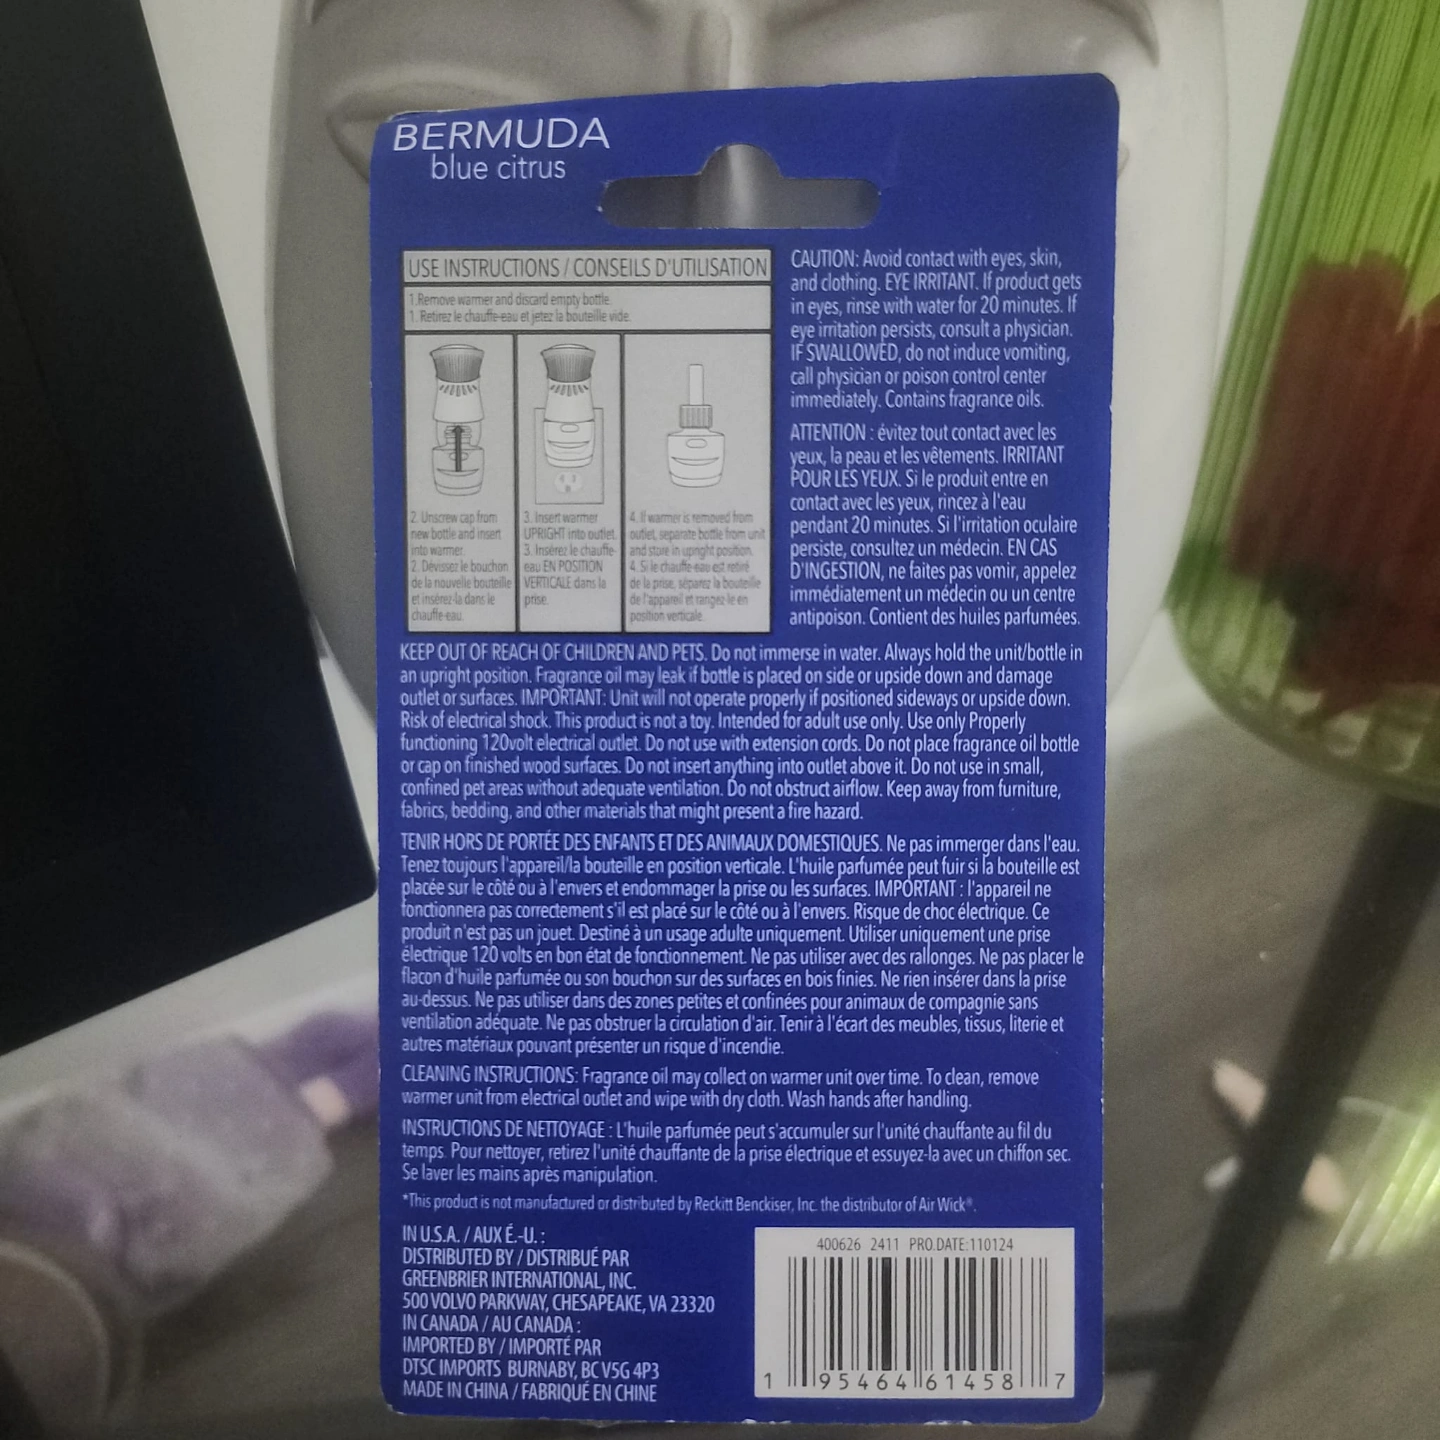 BERMUDA
blue citrus
USE INSTRUCTIONS / CONSEILS D'UTILISATION
1.Remove warmer and discard empty bottle.
1. Retirez le chauffe-eau et jetez la bouteille vide.
2. Unscrew cap from
new bottle and insert
into warmer.
2. Dévissez le bouchon
de la nouvelle bouteille
et insérez-la dans le
chauffe-eau.
3. Insert warmer
UPRIGHT into outlet.
3. Insérez le chauffe-
eau EN POSITION
VERTICALE dans la
prise.
4. If warmer is removed from
outlet, separate bottle from unit
and store in upright position.
4. Si le chauffe-eau est retiré
de la prise, séparez la bouteille
de l'appareil et rangez-le en
position verticale.
CAUTION: Avoid contact with eyes, skin,
and clothing. EYE IRRITANT. If product gets
in eyes, rinse with water for 20 minutes. If
eye irritation persists, consult a physician.
IF SWALLOWED, do not induce vomiting,
call physician or poison control center
immediately. Contains fragrance oils.
ATTENTION : évitez tout contact avec les
yeux, la peau et les vêtements. IRRITANT
POUR LES YEUX. Si le produit entre en
contact avec les yeux, rincez à l'eau
pendant 20 minutes. Si l'irritation oculaire
persiste, consultez un médecin. EN CAS
D'INGESTION, ne faites pas vomir, appelez
immédiatement un médecin ou un centre
antipoison. Contient des huiles parfumées.
KEEP OUT OF REACH OF CHILDREN AND PETS. Do not immerse in water. Always hold the unit/bottle in
an upright position. Fragrance oil may leak if bottle is placed on side or upside down and damage
outlet or surfaces. IMPORTANT: Unit will not operate properly if positioned sideways or upside down.
Risk of electrical shock. This product is not a toy. Intended for adult use only. Use only Properly
functioning 120volt electrical outlet. Do not use with extension cords. Do not place fragrance oil bottle
or cap on finished wood surfaces. Do not insert anything into outlet above it. Do not use in small,
confined pet areas without adequate ventilation. Do not obstruct airflow. Keep away from furniture,
fabrics, bedding, and other materials that might present a fire hazard.
TENIR HORS DE PORTÉE DES ENFANTS ET DES ANIMAUX DOMESTIQUES. Ne pas immerger dans l'eau.
Tenez toujours l'appareil/la bouteille en position verticale. L'huile parfumée peut fuir si la bouteille est
placée sur le côté ou à l'envers et endommager la prise ou les surfaces. IMPORTANT : l'appareil ne
fonctionnera pas correctement s'il est placé sur le côté ou à l'envers. Risque de choc électrique. Ce
produit n'est pas un jouet. Destiné à un usage adulte uniquement. Utiliser uniquement une prise
électrique 120 volts en bon état de fonctionnement. Ne pas utiliser avec des rallonges. Ne pas placer le
flacon d'huile parfumée ou son bouchon sur des surfaces en bois finies. Ne rien insérer dans la prise
au-dessus. Ne pas utiliser dans des zones petites et confinées pour animaux de compagnie sans
ventilation adéquate. Ne pas obstruer la circulation d'air. Tenir à l'écart des meubles, tissus, literie et
autres matériaux pouvant présenter un risque d'incendie.
CLEANING INSTRUCTIONS: Fragrance oil may collect on warmer unit over time. To clean, remove
warmer unit from electrical outlet and wipe with dry cloth. Wash hands after handling.
INSTRUCTIONS DE NETTOYAGE : L'huile parfumée peut s'accumuler sur l'unité chauffante au fil du
temps. Pour nettoyer, retirez l'unité chauffante de la prise électrique et essuyez-la avec un chiffon sec.
Se laver les mains après manipulation.
*This product is not manufactured or distributed by Reckitt Benckiser, Inc. the distributor of Air Wick®.
IN U.S.A. / AUX É.-U. :
DISTRIBUTED BY / DISTRIBUÉ PAR
GREENBRIER INTERNATIONAL, INC.
500 VOLVO PARKWAY, CHESAPEAKE, VA 23320
IN CANADA / AU CANADA :
IMPORTED BY / IMPORTÉ PAR
DTSC IMPORTS BURNABY, BC V5G 4P3
MADE IN CHINA / FABRIQUÉ EN CHINE
400626 2411 PRO.DATE:110124
1 95464 61458 7